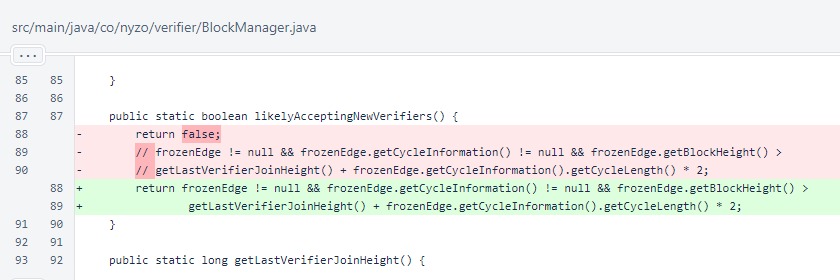 src/main/java/co/nyzo/verifier/BlockManager.java
...
85 85 }
86 86
87 87 public static boolean likelyAcceptingNewVerifiers() {
88 - return false;
89 - // frozenEdge != null && frozenEdge.getCycleInformation() != null && frozenEdge.getBlockHeight() >
90 - // getLastVerifierJoinHeight() + frozenEdge.getCycleInformation().getCycleLength() * 2;
88 + return frozenEdge != null && frozenEdge.getCycleInformation() != null && frozenEdge.getBlockHeight() >
89 + getLastVerifierJoinHeight() + frozenEdge.getCycleInformation().getCycleLength() * 2;
91 90 }
92 91
93 92 public static long getLastVerifierJoinHeight() {